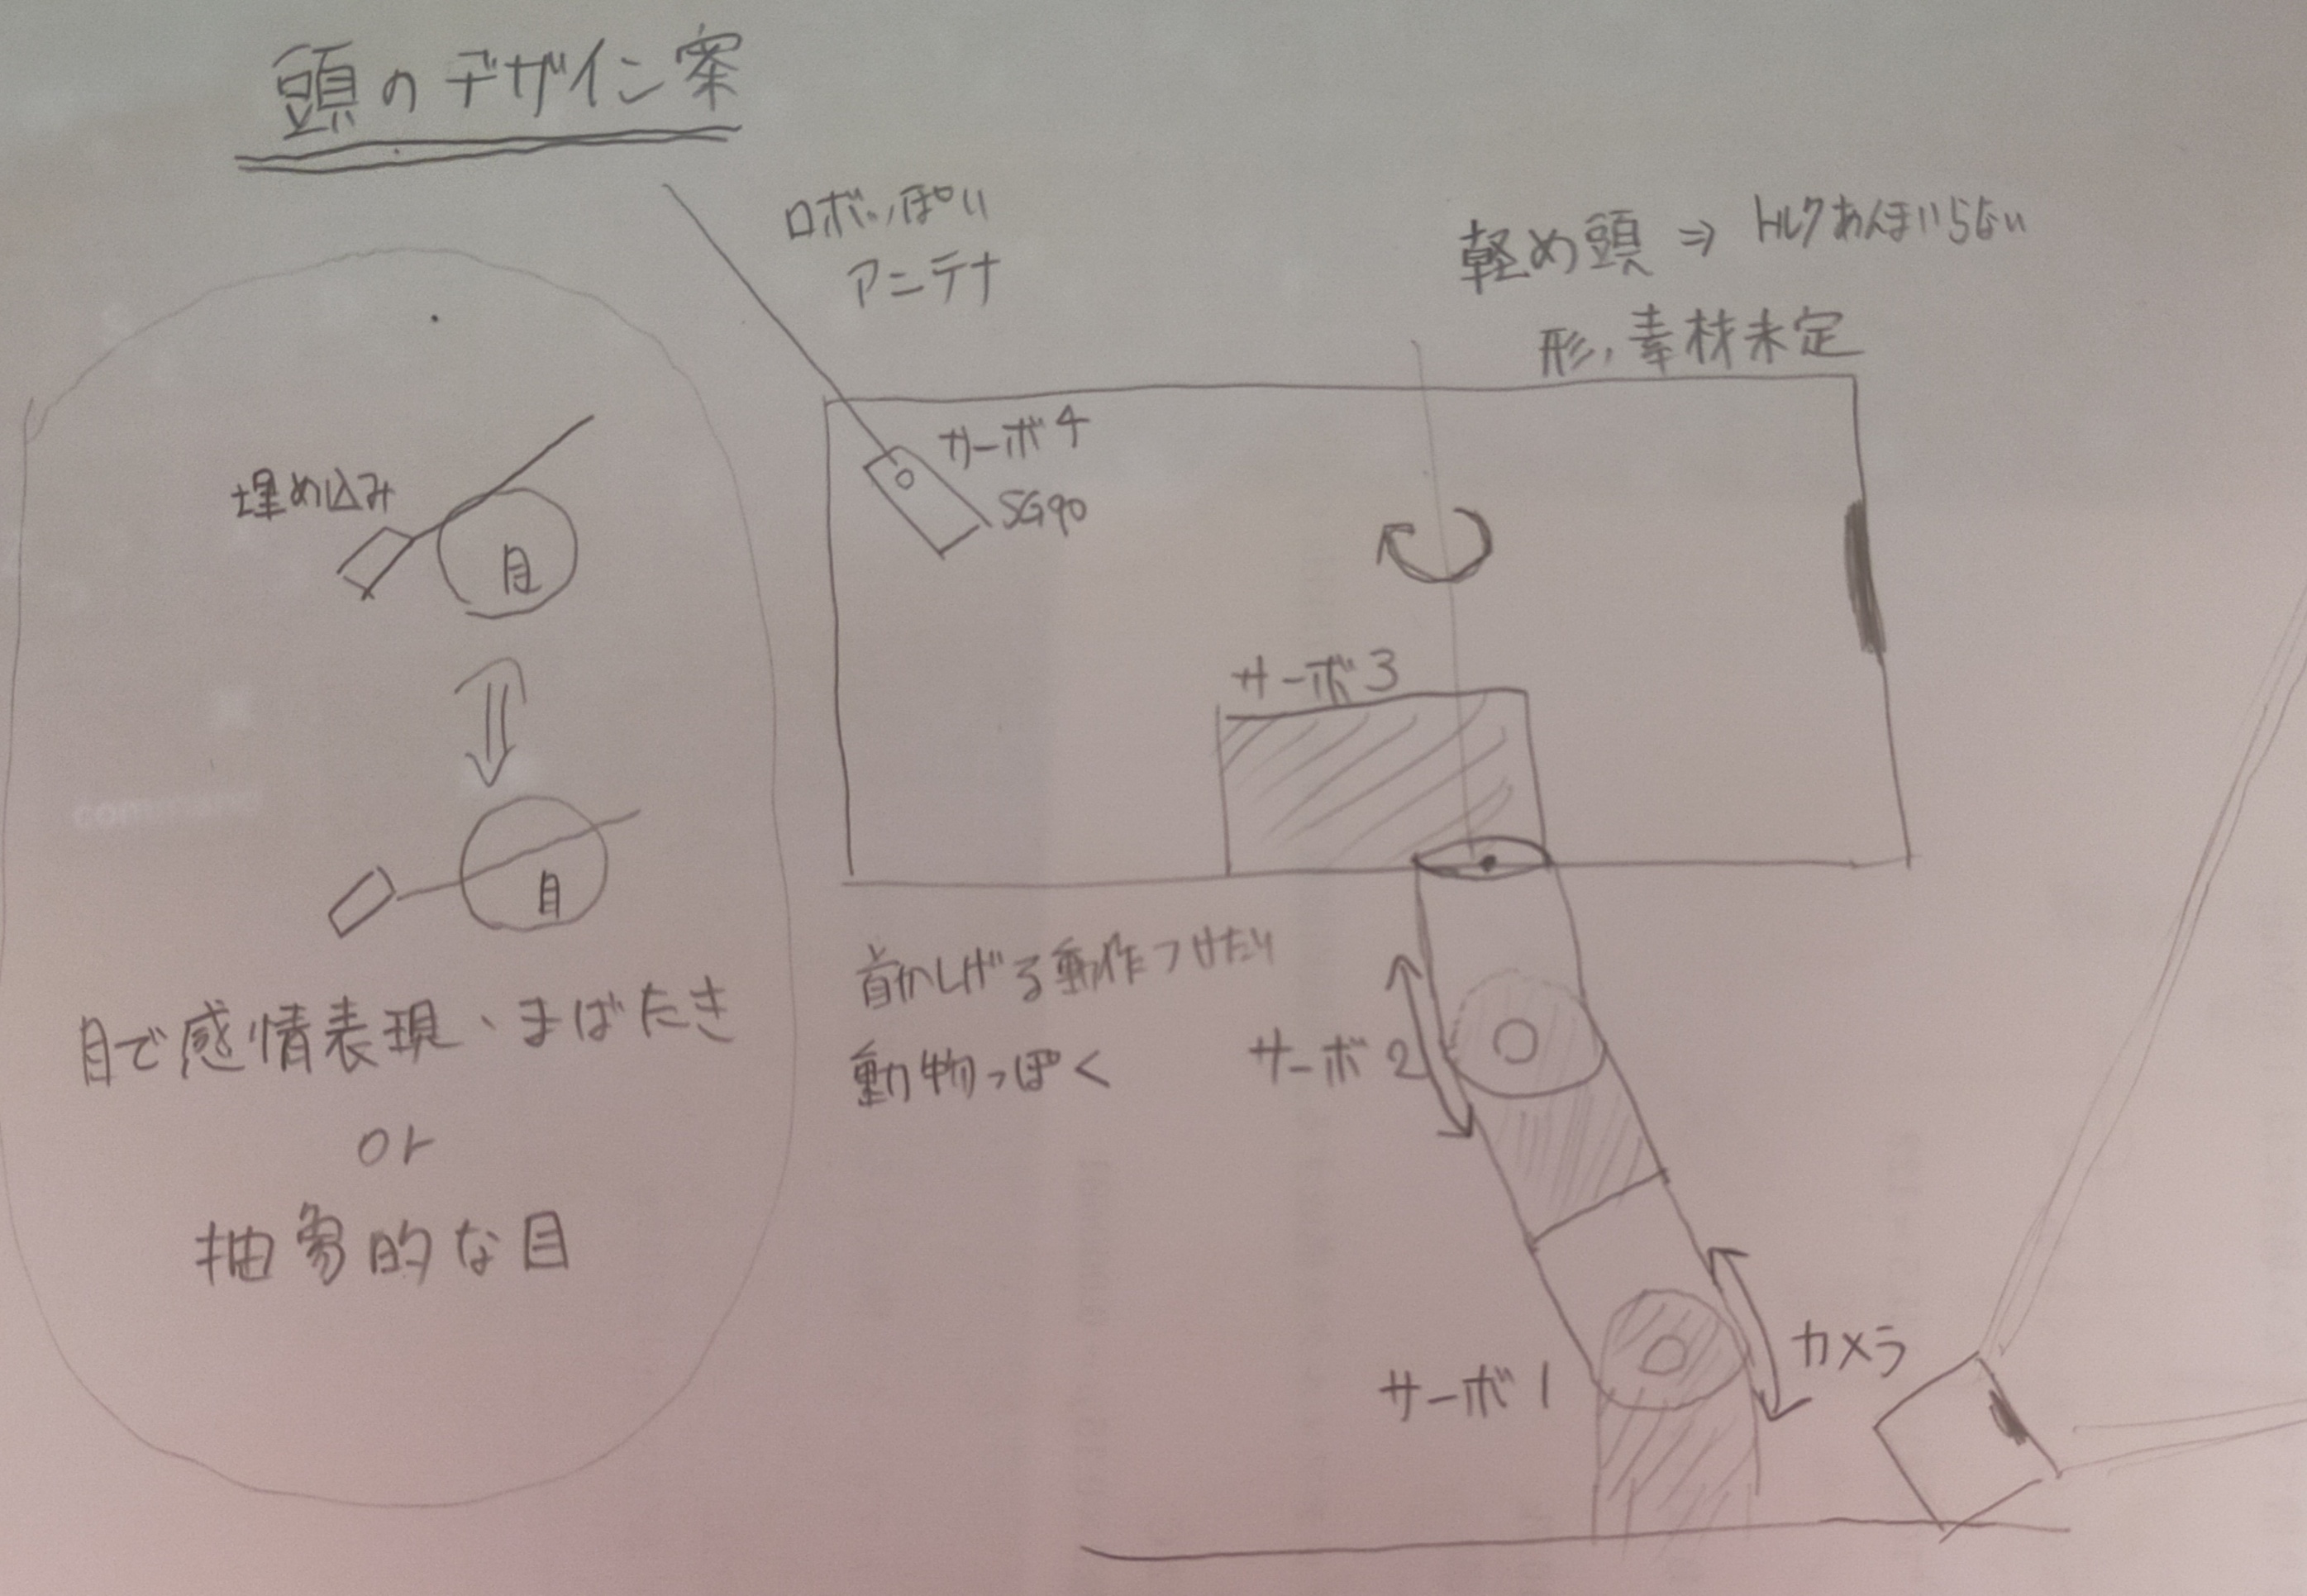 頭のデザイン案
ロボっぽい
アンテナ
軽め頭 ⇒ トルクあんまいらない
形, 素材未定
サーボ4
SG90
埋め込み
目
サーボ3
目
command
首かしげる動作つけたり
動物っぽく
サーボ2
目で感情表現・まばたき
or
抽象的な目
サーボ1
カメラ